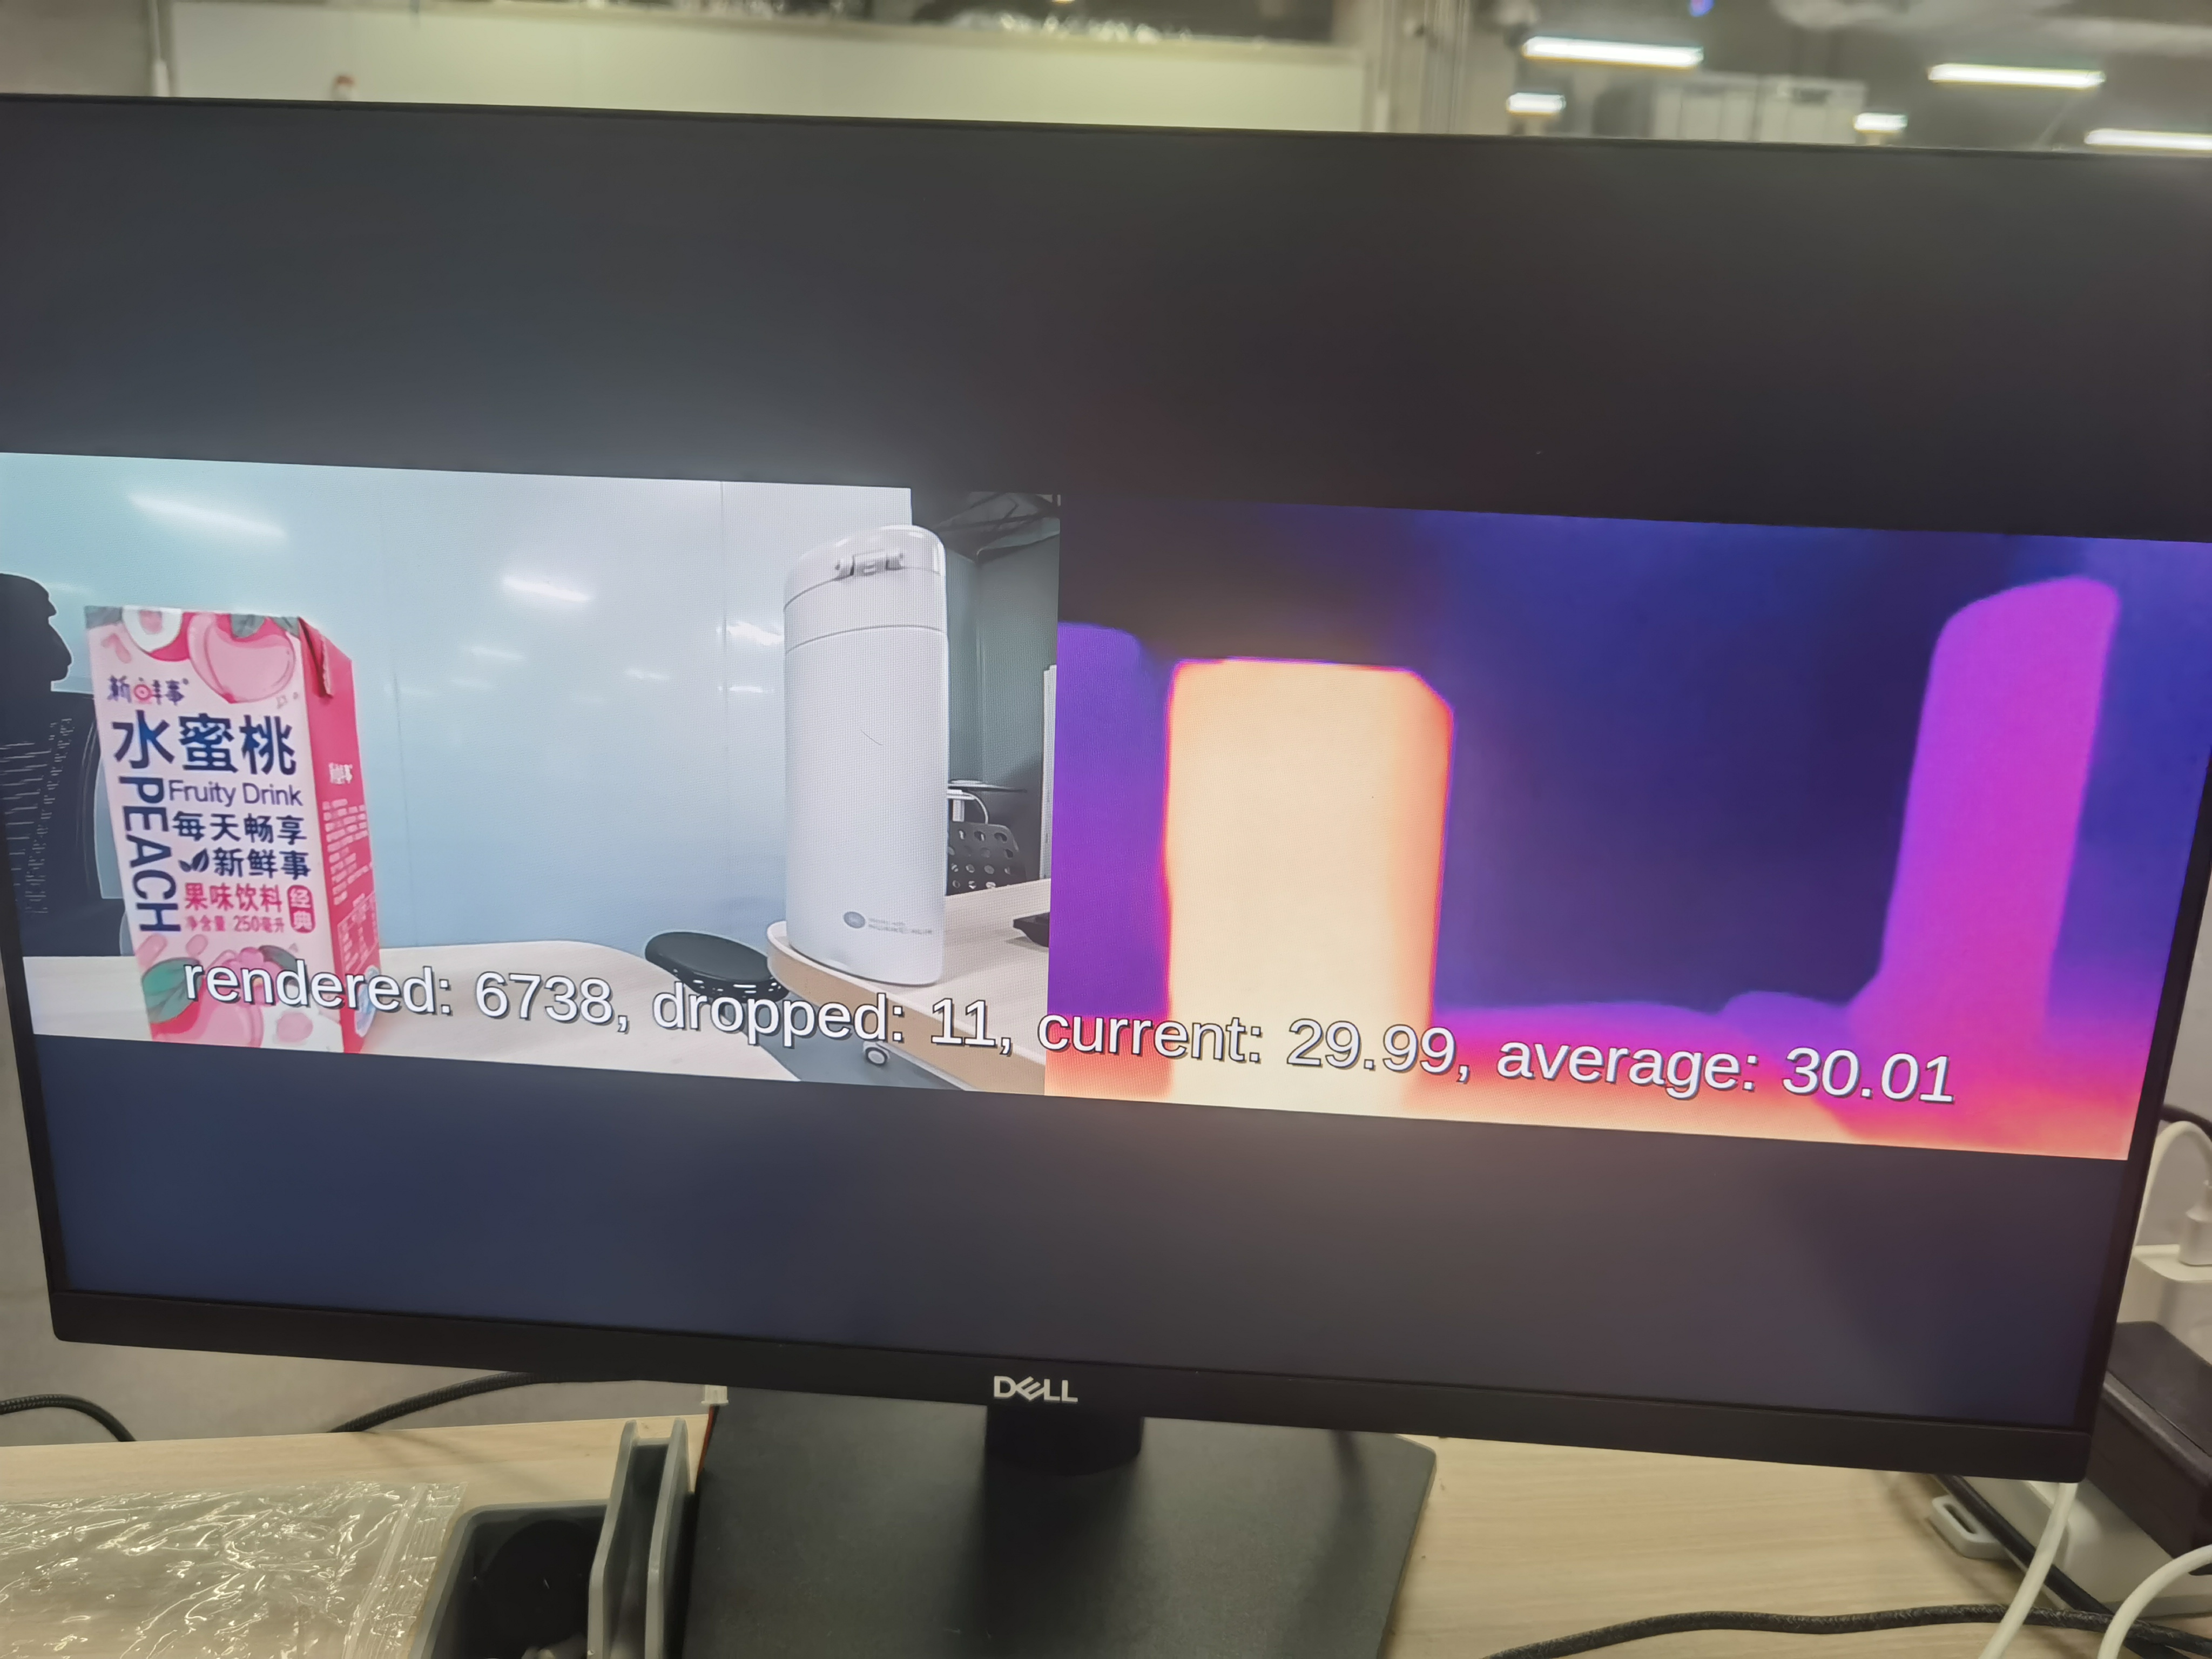 新鲜事
水蜜桃
PEACH
Fruity Drink
每天畅享
新鲜事
果味饮料
经典
净含量 250毫升
rendered: 6738, dropped: 11, current: 29.99, average: 30.01
DELL